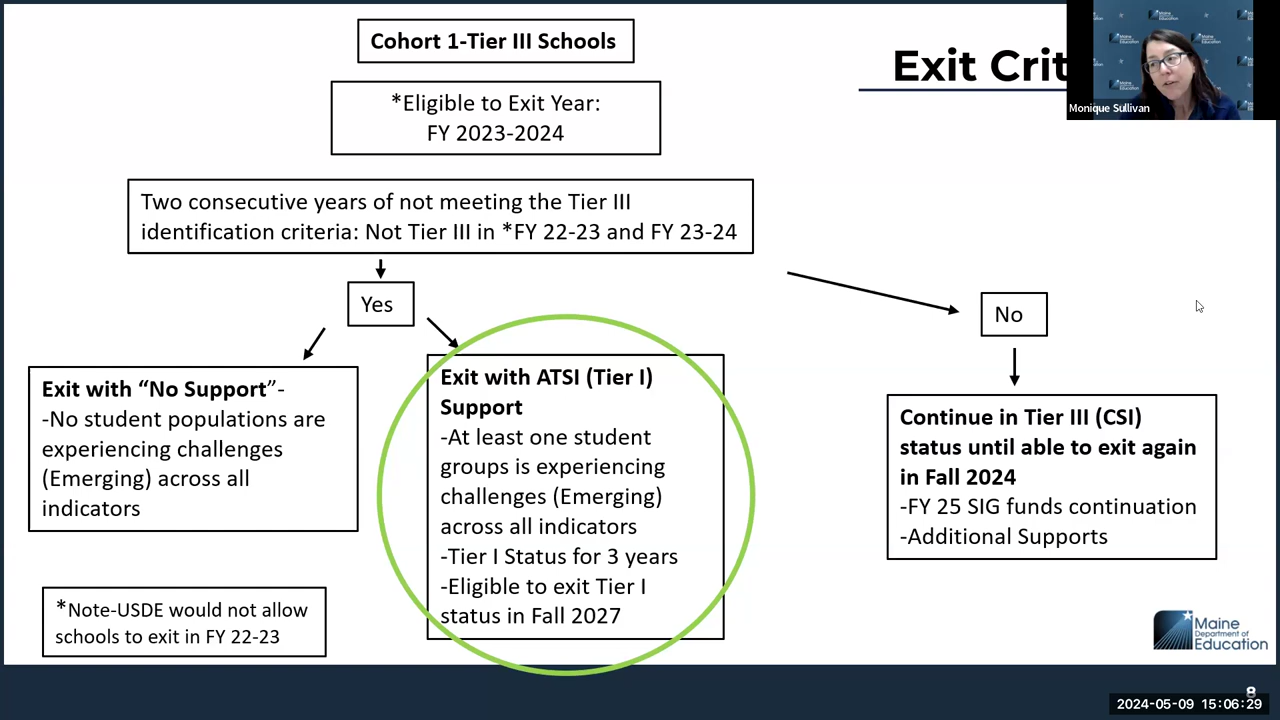 Cohort 1-Tier III Schools
Exit Crit
Monique Sullivan
*Eligible to Exit Year:
FY 2023-2024
Two consecutive years of not meeting the Tier III
identification criteria: Not Tier III in *FY 22-23 and FY 23-24
Yes
No
Exit with “No Support”-
-No student populations are
experiencing challenges
(Emerging) across all
indicators
Exit with ATSI (Tier I)
Support
-At least one student
groups is experiencing
challenges (Emerging)
across all indicators
-Tier I Status for 3 years
-Eligible to exit Tier I
status in Fall 2027
Continue in Tier III (CSI)
status until able to exit again
in Fall 2024
-FY 25 SIG funds continuation
-Additional Supports
*Note-USDE would not allow
schools to exit in FY 22-23
Maine
Department of
Education
8
2024-05-09 15:06:29